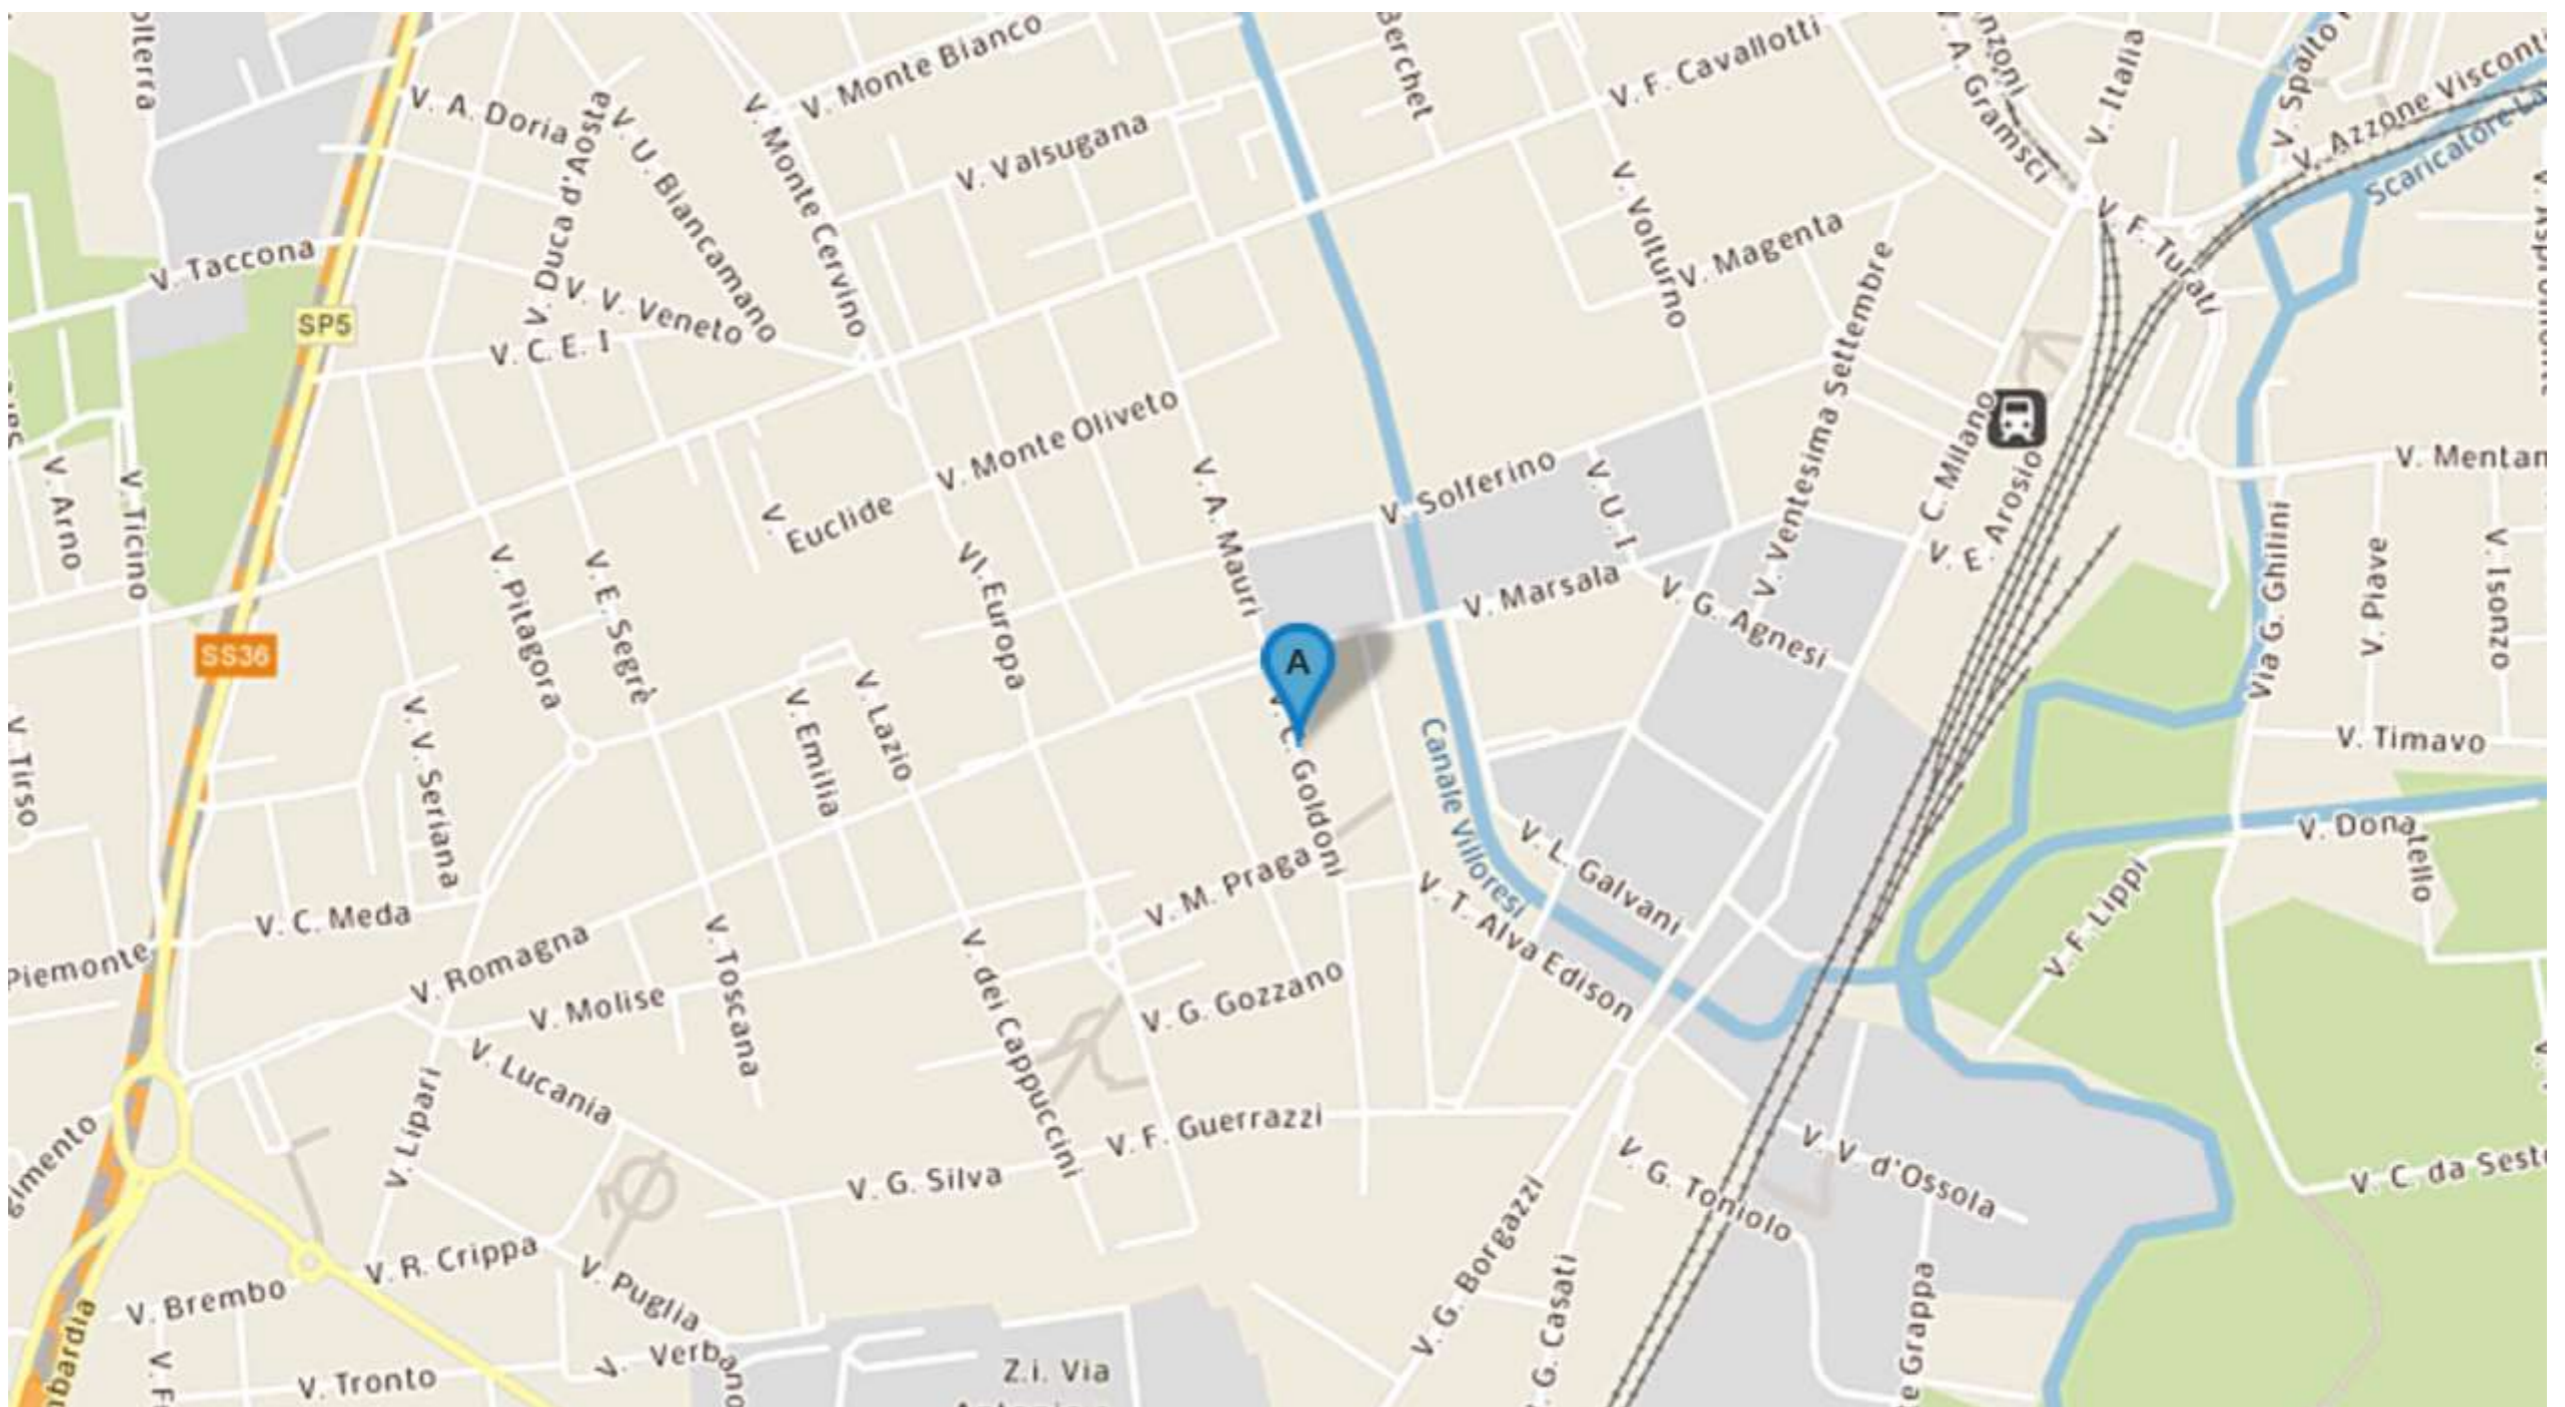 V. Monte Bianco
Berchet
V. F. Cavallotti
V. A. Gramsci
V. Italia
V. Spalto
V. Azzone Visconti
V. A. Doria
V. Duca d'Aosta
V. U. Biancamano
V. Monte Cervino
V. Valsugana
V. Volturno
V. Magenta
V. F. Turati
V. Taccona
V. V. Veneto
SP5
V. C. E. I
V. Ventesima Settembre
C. Milano
V. E. Arosio
V. Mentan
V. Arno
V. Ticino
V. Monte Oliveto
V. Euclide
V. A. Mauri
V. Solferino
V. U. I
V. Marsala
V. G. Agnesi
Via G. Ghilini
V. Piave
V. Isonzo
V. Pitagora
V. E. Segrè
Vl. Europa
SS36
A
V. Tirso
V. V. Seriana
V. Emilia
V. Lazio
V. C. Goldoni
Canale Villoresi
V. Timavo
V. Donatello
V. L. Galvani
V. M. Praga
V. T. Alva Edison
V. F. Lippi
V. C. Meda
Piemonte
V. Romagna
V. Molise
V. Toscana
V. dei Cappuccini
V. G. Gozzano
V. Lucania
V. Lipari
V. F. Guerrazzi
V. G. Silva
V. G. Toniolo
V. V. d'Ossola
V. C. da Sest
V. R. Crippa
V. Brembo
V. Puglia
V. Verbano
V. Tronto
V. G. Borgazzi
V. G. Casati
e Grappa
Z.i. Via